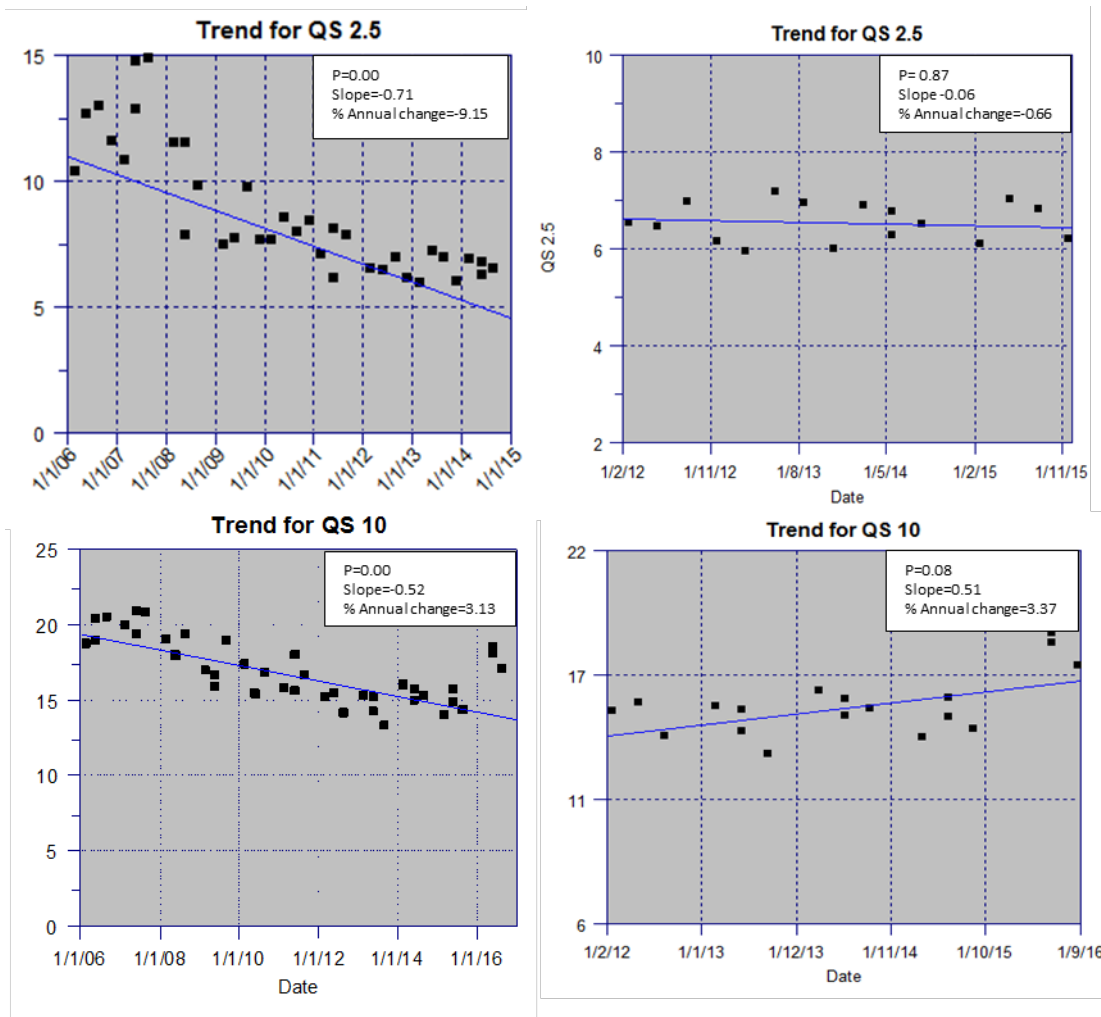 Trend for QS 2.5
15
10
5
0
P=0.00
Slope=-0.71
% Annual change=-9.15
1/1/06
1/1/07
1/1/08
1/1/09
1/1/10
1/1/11
1/1/12
1/1/13
1/1/14
1/1/15
Trend for QS 2.5
10
8
6
4
2
QS 2.5
P= 0.87
Slope -0.06
% Annual change=-0.66
1/2/12
1/11/12
1/8/13
1/5/14
1/2/15
1/11/15
Date
Trend for QS 10
25
20
15
10
5
0
P=0.00
Slope=-0.52
% Annual change=3.13
1/1/06
1/1/08
1/1/10
1/1/12
1/1/14
1/1/16
Date
Trend for QS 10
22
17
11
6
P=0.08
Slope=0.51
% Annual change=3.37
1/2/12
1/1/13
1/12/13
1/11/14
1/10/15
1/9/16
Date